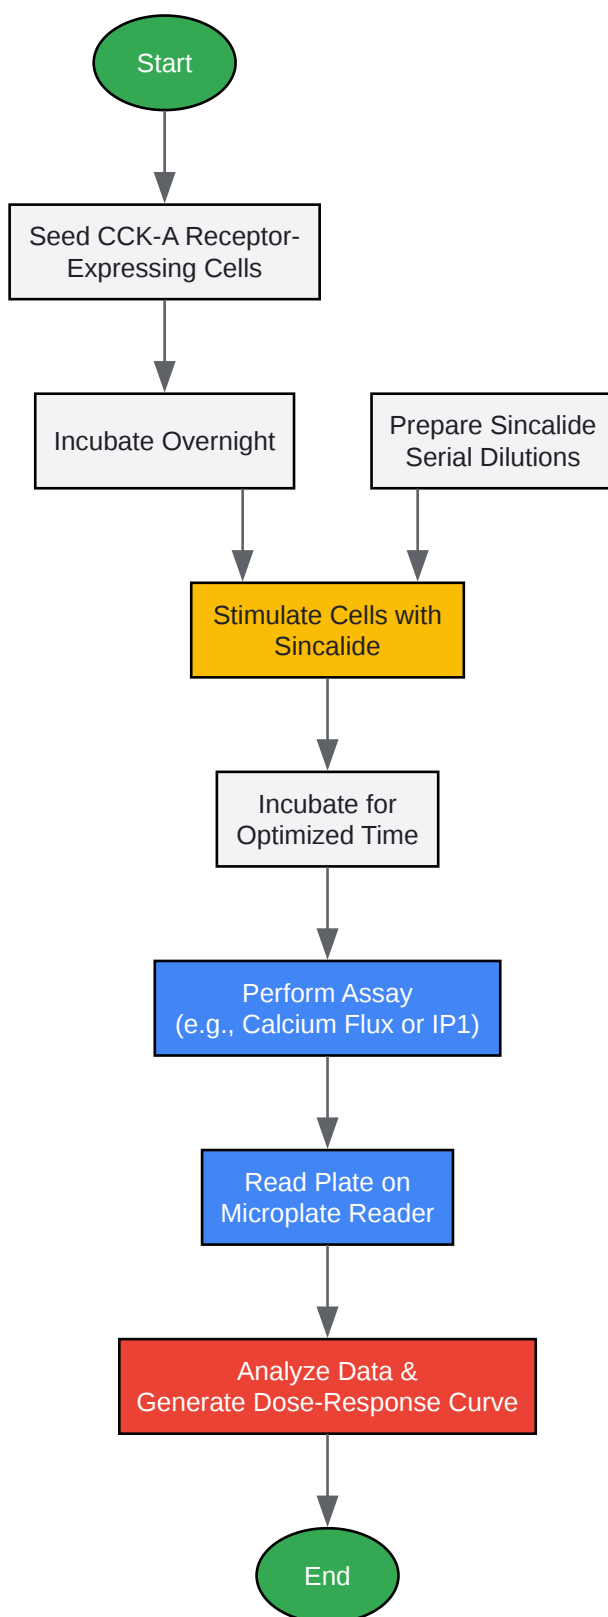 Start
Seed CCK-A Receptor-
Expressing Cells
Incubate Overnight
Prepare Sincalide
Serial Dilutions
Stimulate Cells with
Sincalide
Incubate for
Optimized Time
Perform Assay
(e.g., Calcium Flux or IP1)
Read Plate on
Microplate Reader
Analyze Data &
Generate Dose-Response Curve
End